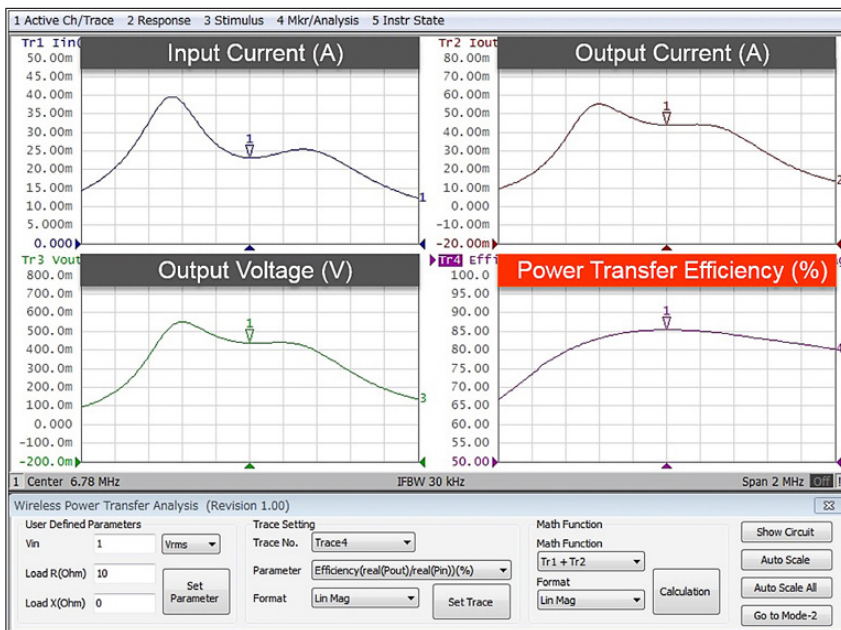 1 Active Ch/Trace 2 Response 3 Stimulus 4 Mkr/Analysis 5 Instr State
Tr1 Iin(
Input Current (A)
50.00m
45.00m
40.00m
35.00m
30.00m
25.00m
20.00m
15.00m
10.00m
5.000m
0.000
1
1
Tr2 Iout
Output Current (A)
80.00m
70.00m
60.00m
50.00m
40.00m
30.00m
20.00m
10.00m
0.000
-10.00m
-20.00m
1
2
Tr3 Vout
Output Voltage (V)
800.0m
700.0m
600.0m
500.0m
400.0m
300.0m
200.0m
100.0m
0.000
-100.0m
-200.0m
1
3
Tr4 Effi
Power Transfer Efficiency (%)
100.0
95.00
90.00
85.00
80.00
75.00
70.00
65.00
60.00
55.00
50.00
1
4
1 Center 6.78 MHz IFBW 30 kHz Span 2 MHz Off
Wireless Power Transfer Analysis (Revision 1.00)
User Defined Parameters
Vin 1 Vrms
Load R(Ohm) 10
Load X(Ohm) 0
Set Parameter
Trace Setting
Trace No. Trace4
Parameter Efficiency(real(Pout)/real(Pin))(%)
Format Lin Mag
Set Trace
Math Function
Math Function
Tr1 + Tr2
Format
Lin Mag
Calculation
Show Circuit
Auto Scale
Auto Scale All
Go to Mode-2